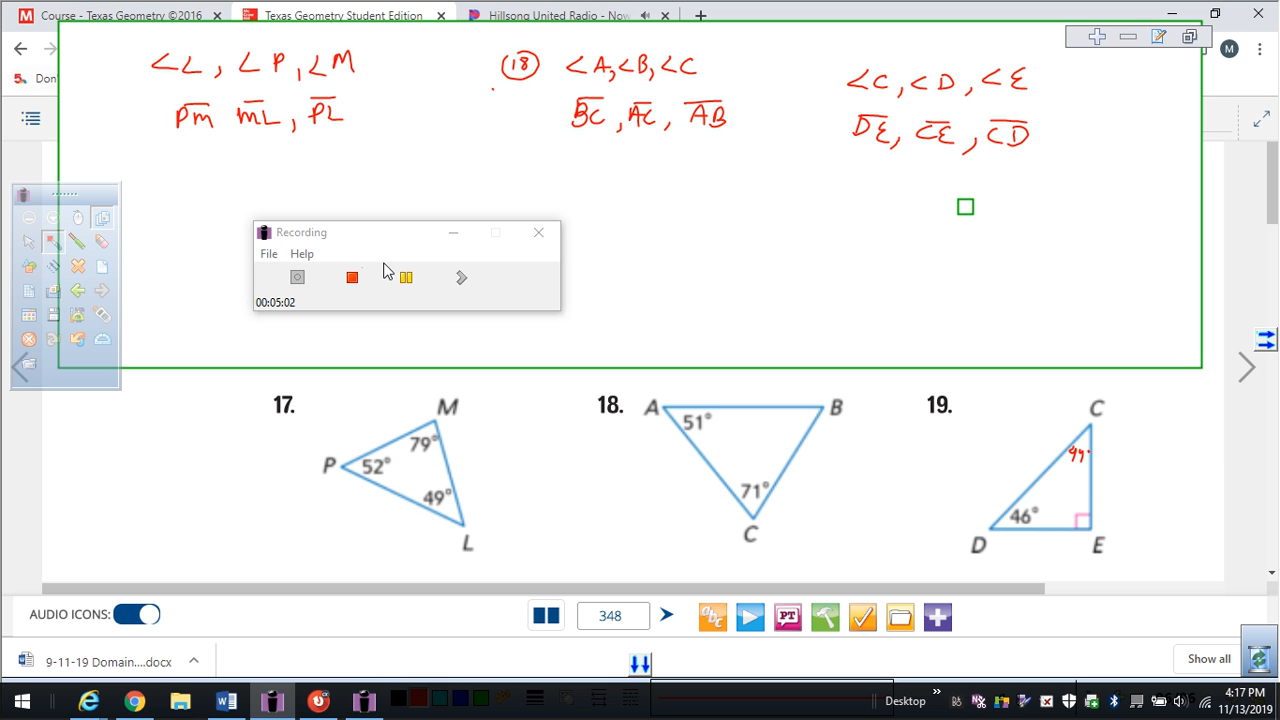 Course - Texas Geometry ©2016
Texas Geometry Student Edition
Hillsong United Radio - Now
M
Don'
∠L, ∠P, ∠M
PM ML, PL
18 ∠A, ∠B, ∠C
BC, AC, AB
∠C, ∠D, ∠E
DE, CE, CD
Recording
File Help
00:05:02
17.
M
79°
P 52°
49°
L
18. A B
51°
71°
C
19.
C
44°
46°
D E
AUDIO ICONS:
348
abc
PT
9-11-19 Domain....docx
Show all
Desktop
4:17 PM
11/13/2019